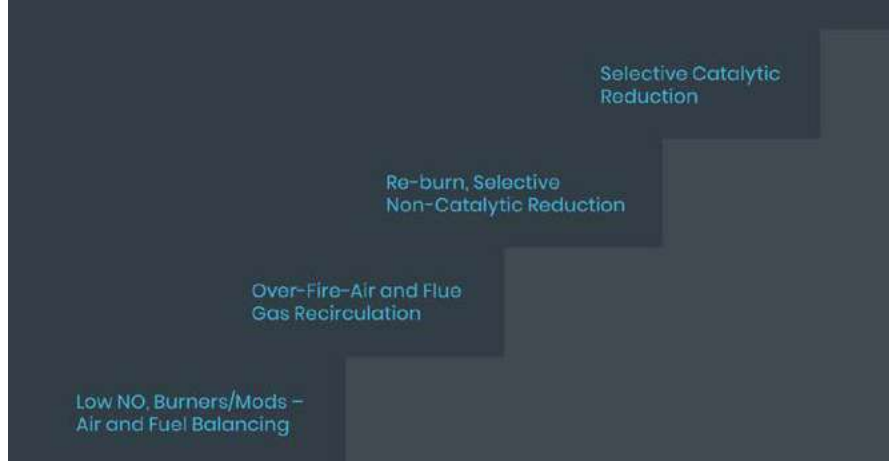 Selective Catalytic
Reduction
Re-burn, Selective
Non-Catalytic Reduction
Over-Fire-Air and Flue
Gas Recirculation
Low NO, Burners/Mods –
Air and Fuel Balancing